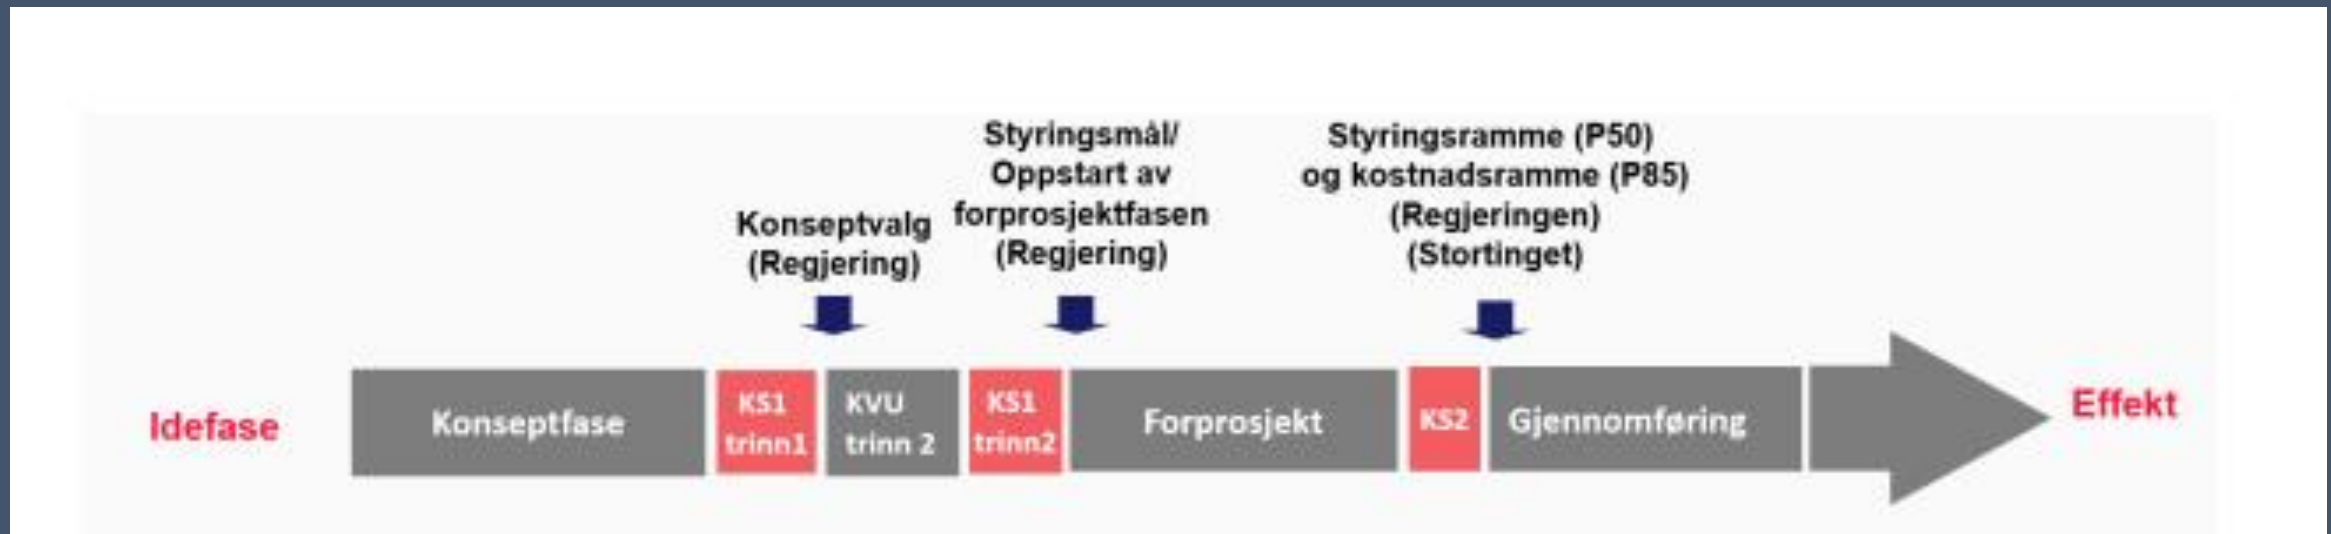 Styringsmål/
Oppstart av
forprosjektfasen
(Regjering)
Styringsramme (P50)
og kostnadsramme (P85)
(Regjeringen)
(Stortinget)
Konseptvalg
(Regjering)
Idefase
Konseptfase
KS1
trinn1
KVU
trinn 2
KS1
trinn2
Forprosjekt
KS2
Gjennomføring
Effekt